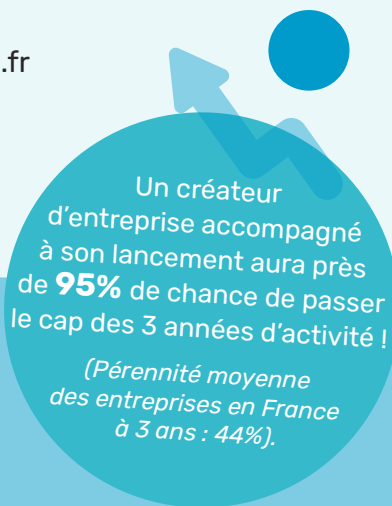 .fr
Un créateur
d'entreprise accompagné
à son lancement aura près
de 95% de chance de passer
le cap des 3 années d'activité !
(Pérennité moyenne
des entreprises en France
à 3 ans : 44%).